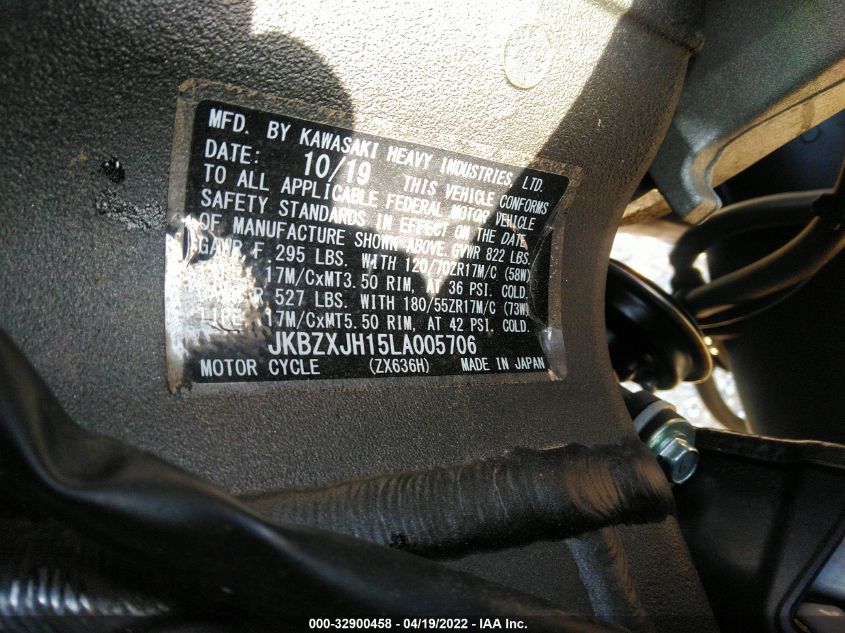 MFD. BY KAWASAKI HEAVY INDUSTRIES, LTD.
DATE: 10/19 THIS VEHICLE CONFORMS
TO ALL APPLICABLE FEDERAL MOTOR VEHICLE
SAFETY STANDARDS IN EFFECT ON THE DATE
OF MANUFACTURE SHOWN ABOVE. GVWR 822 LBS.
GAWR F 295 LBS. WITH 120/70ZR17M/C (58W)
17M/CxMT3.50 RIM, AT 36 PSI. COLD.
R 527 LBS. WITH 180/55ZR17M/C (73W)
TIRE, 17M/CxMT5.50 RIM, AT 42 PSI. COLD.
JKBZXJH15LA005706
MOTOR CYCLE (ZX636H) MADE IN JAPAN
000-32900458 - 04/19/2022 - IAA Inc.